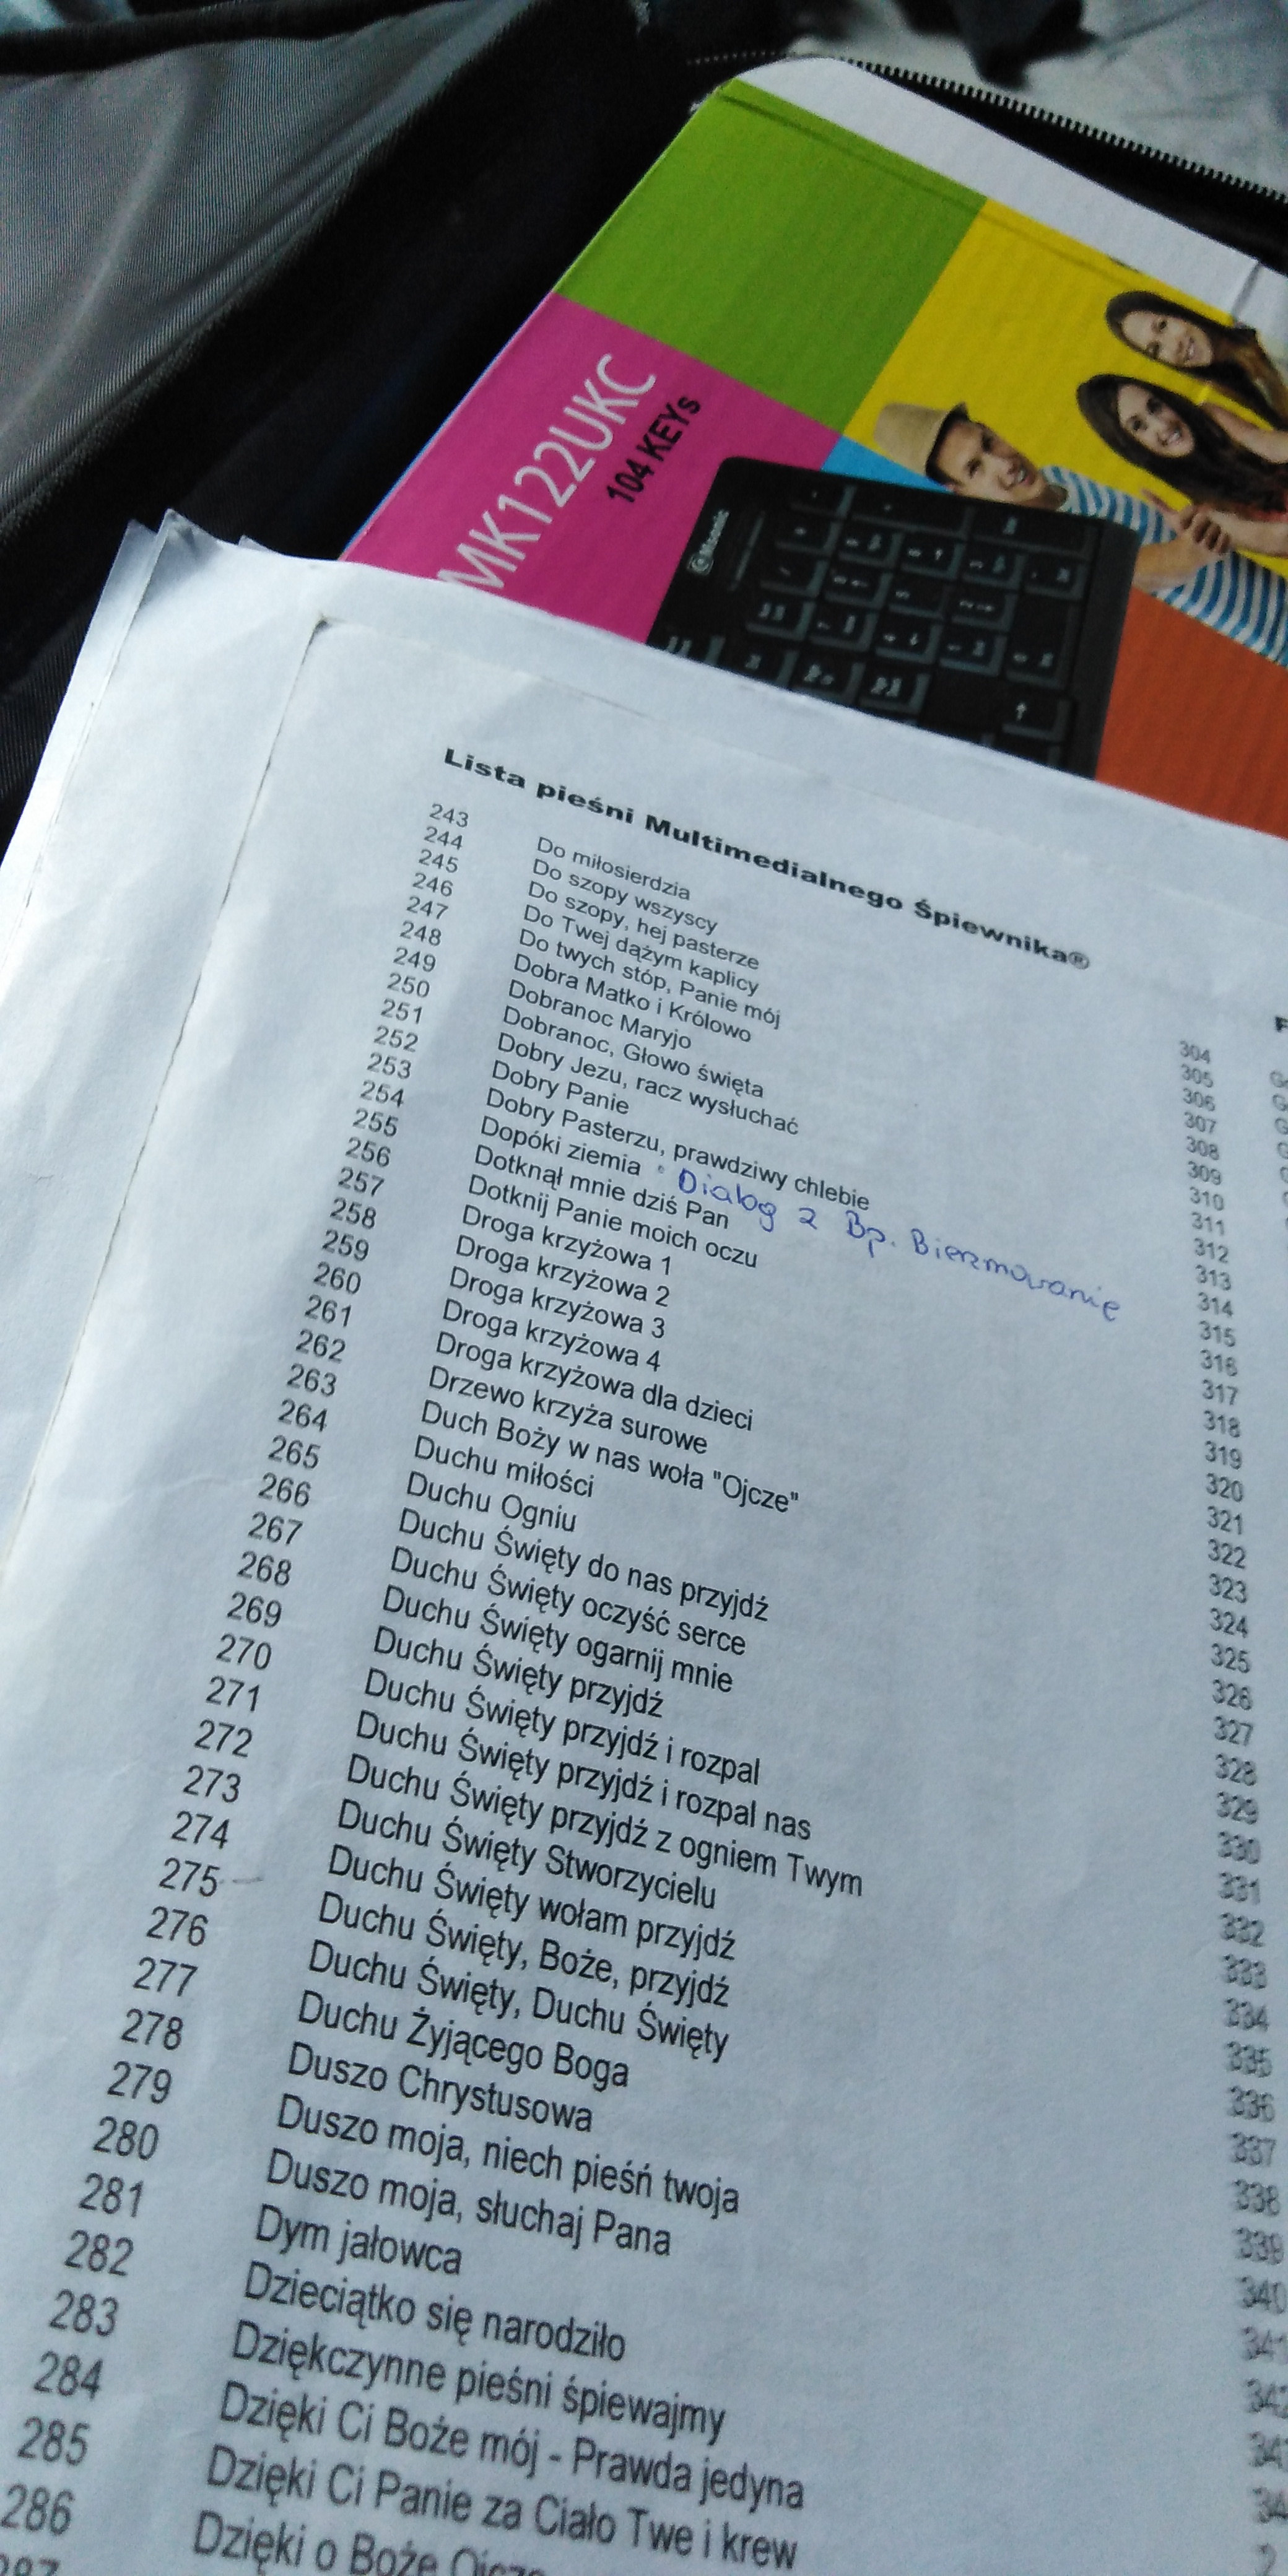 MK122UKC
104 KEYs
Lista pieśni Multimedialnego Śpiewnika®
243 Do miłosierdzia
244 Do szopy wszyscy
245 Do szopy, hej pasterze
246 Do Twej dążym kaplicy
247 Do twych stóp, Panie mój
248 Dobra Matko i Królowo
249 Dobranoc Maryjo
250 Dobranoc, Głowo święta
251 Dobry Jezu, racz wysłuchać
252 Dobry Panie
253 Dobry Pasterzu, prawdziwy chlebie
254 Dopóki ziemia Dialog z Bp. Bierzmowanie
255 Dotknął mnie dziś Pan
256 Dotknij Panie moich oczu
257 Droga krzyżowa 1
258 Droga krzyżowa 2
259 Droga krzyżowa 3
260 Droga krzyżowa 4
261 Droga krzyżowa dla dzieci
262 Drzewo krzyża surowe
263 Duch Boży w nas woła "Ojcze"
264 Duchu miłości
265 Duchu Ogniu
266 Duchu Święty do nas przyjdź
267 Duchu Święty oczyść serce
268 Duchu Święty ogarnij mnie
269 Duchu Święty przyjdź
270 Duchu Święty przyjdź i rozpal
271 Duchu Święty przyjdź i rozpal nas
272 Duchu Święty przyjdź z ogniem Twym
273 Duchu Święty Stworzycielu
274 Duchu Święty wołam przyjdź
275 Duchu Święty, Boże, przyjdź
276 Duchu Święty, Duchu Święty
277 Duchu Żyjącego Boga
278 Duszo Chrystusowa
279 Duszo moja, niech pieśń twoja
280 Duszo moja, słuchaj Pana
281 Dym jałowca
282 Dzieciątko się narodziło
283 Dziękczynne pieśni śpiewajmy
284 Dzięki Ci Boże mój - Prawda jedyna
285 Dzięki Ci Panie za Ciało Twe i krew
286 Dzięki o Boże
304
305
306
307
308
309
310
311
312
313
314
315
316
317
318
319
320
321
322
323
324
325
326
327
328
329
330
331
332
333
334
335
336
337
338
339
340